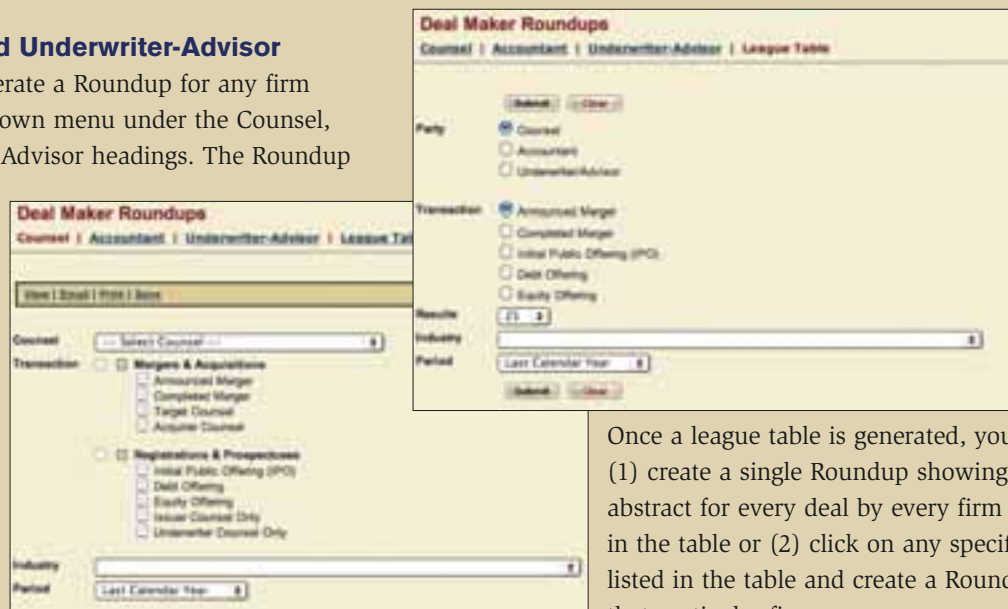 d Underwriter-Advisor
erate a Roundup for any firm
own menu under the Counsel,
Advisor headings. The Roundup
Deal Maker Roundups
Counsel | Accountant | Underwriter-Advisor | League Table
Submit Clear
Party
Counsel
Accountant
Underwriter/Advisor
Transaction
Announced Merger
Completed Merger
Initial Public Offering (IPO)
Debt Offering
Equity Offering
Results 25
Industry
Period Last Calendar Year
Submit Clear
Deal Maker Roundups
Counsel | Accountant | Underwriter-Advisor | League Tab
View | Email | Print | Save
Counsel -- Select Counsel --
Transaction
Mergers & Acquisitions
Announced Merger
Completed Merger
Target Counsel
Acquirer Counsel
Registrations & Prospectuses
Initial Public Offering (IPO)
Debt Offering
Equity Offering
Issuer Counsel Only
Underwriter Counsel Only
Industry
Period Last Calendar Year
Once a league table is generated, you
(1) create a single Roundup showing
abstract for every deal by every firm
in the table or (2) click on any specif
listed in the table and create a Round